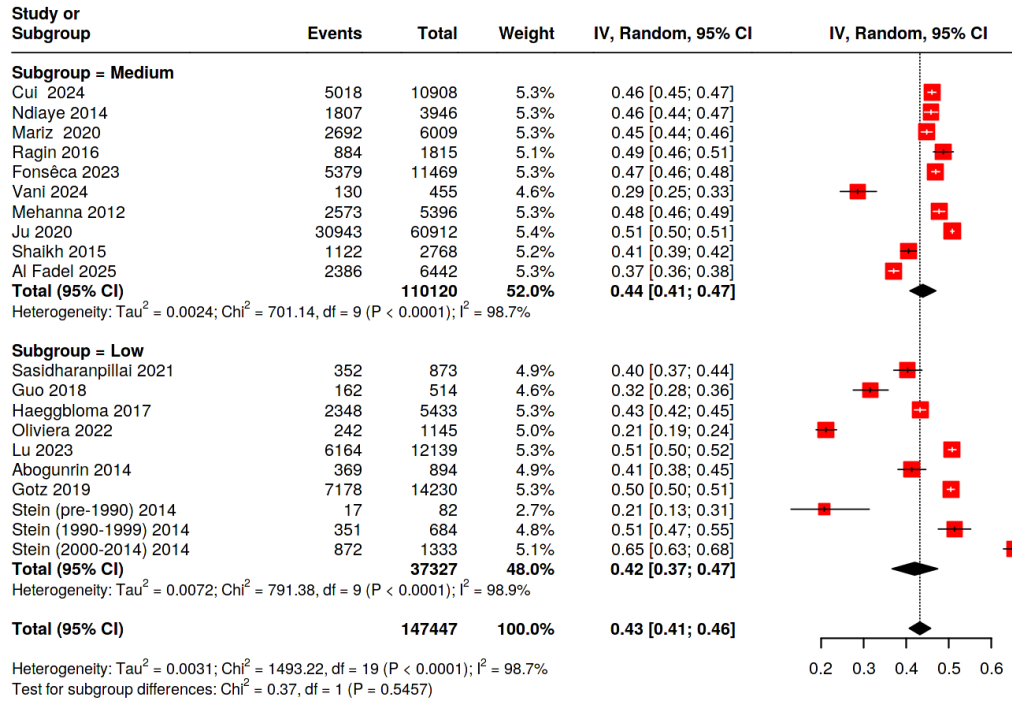 Study or
Subgroup Events Total Weight IV, Random, 95% CI IV, Random, 95% CI
Subgroup = Medium
Cui 2024 5018 10908 5.3% 0.46 [0.45; 0.47]
Ndiaye 2014 1807 3946 5.3% 0.46 [0.44; 0.47]
Mariz 2020 2692 6009 5.3% 0.45 [0.44; 0.46]
Ragin 2016 884 1815 5.1% 0.49 [0.46; 0.51]
Fonsêca 2023 5379 11469 5.3% 0.47 [0.46; 0.48]
Vani 2024 130 455 4.6% 0.29 [0.25; 0.33]
Mehanna 2012 2573 5396 5.3% 0.48 [0.46; 0.49]
Ju 2020 30943 60912 5.4% 0.51 [0.50; 0.51]
Shaikh 2015 1122 2768 5.2% 0.41 [0.39; 0.42]
Al Fadel 2025 2386 6442 5.3% 0.37 [0.36; 0.38]
Total (95% CI) 110120 52.0% 0.44 [0.41; 0.47]
Heterogeneity: Tau² = 0.0024; Chi² = 701.14, df = 9 (P < 0.0001); I² = 98.7%
Subgroup = Low
Sasidharanpillai 2021 352 873 4.9% 0.40 [0.37; 0.44]
Guo 2018 162 514 4.6% 0.32 [0.28; 0.36]
Haeggbloma 2017 2348 5433 5.3% 0.43 [0.42; 0.45]
Oliviera 2022 242 1145 5.0% 0.21 [0.19; 0.24]
Lu 2023 6164 12139 5.3% 0.51 [0.50; 0.52]
Abogunrin 2014 369 894 4.9% 0.41 [0.38; 0.45]
Gotz 2019 7178 14230 5.3% 0.50 [0.50; 0.51]
Stein (pre-1990) 2014 17 82 2.7% 0.21 [0.13; 0.31]
Stein (1990-1999) 2014 351 684 4.8% 0.51 [0.47; 0.55]
Stein (2000-2014) 2014 872 1333 5.1% 0.65 [0.63; 0.68]
Total (95% CI) 37327 48.0% 0.42 [0.37; 0.47]
Heterogeneity: Tau² = 0.0072; Chi² = 791.38, df = 9 (P < 0.0001); I² = 98.9%
Total (95% CI) 147447 100.0% 0.43 [0.41; 0.46]
0.2 0.3 0.4 0.5 0.6
Heterogeneity: Tau² = 0.0031; Chi² = 1493.22, df = 19 (P < 0.0001); I² = 98.7%
Test for subgroup differences: Chi² = 0.37, df = 1 (P = 0.5457)